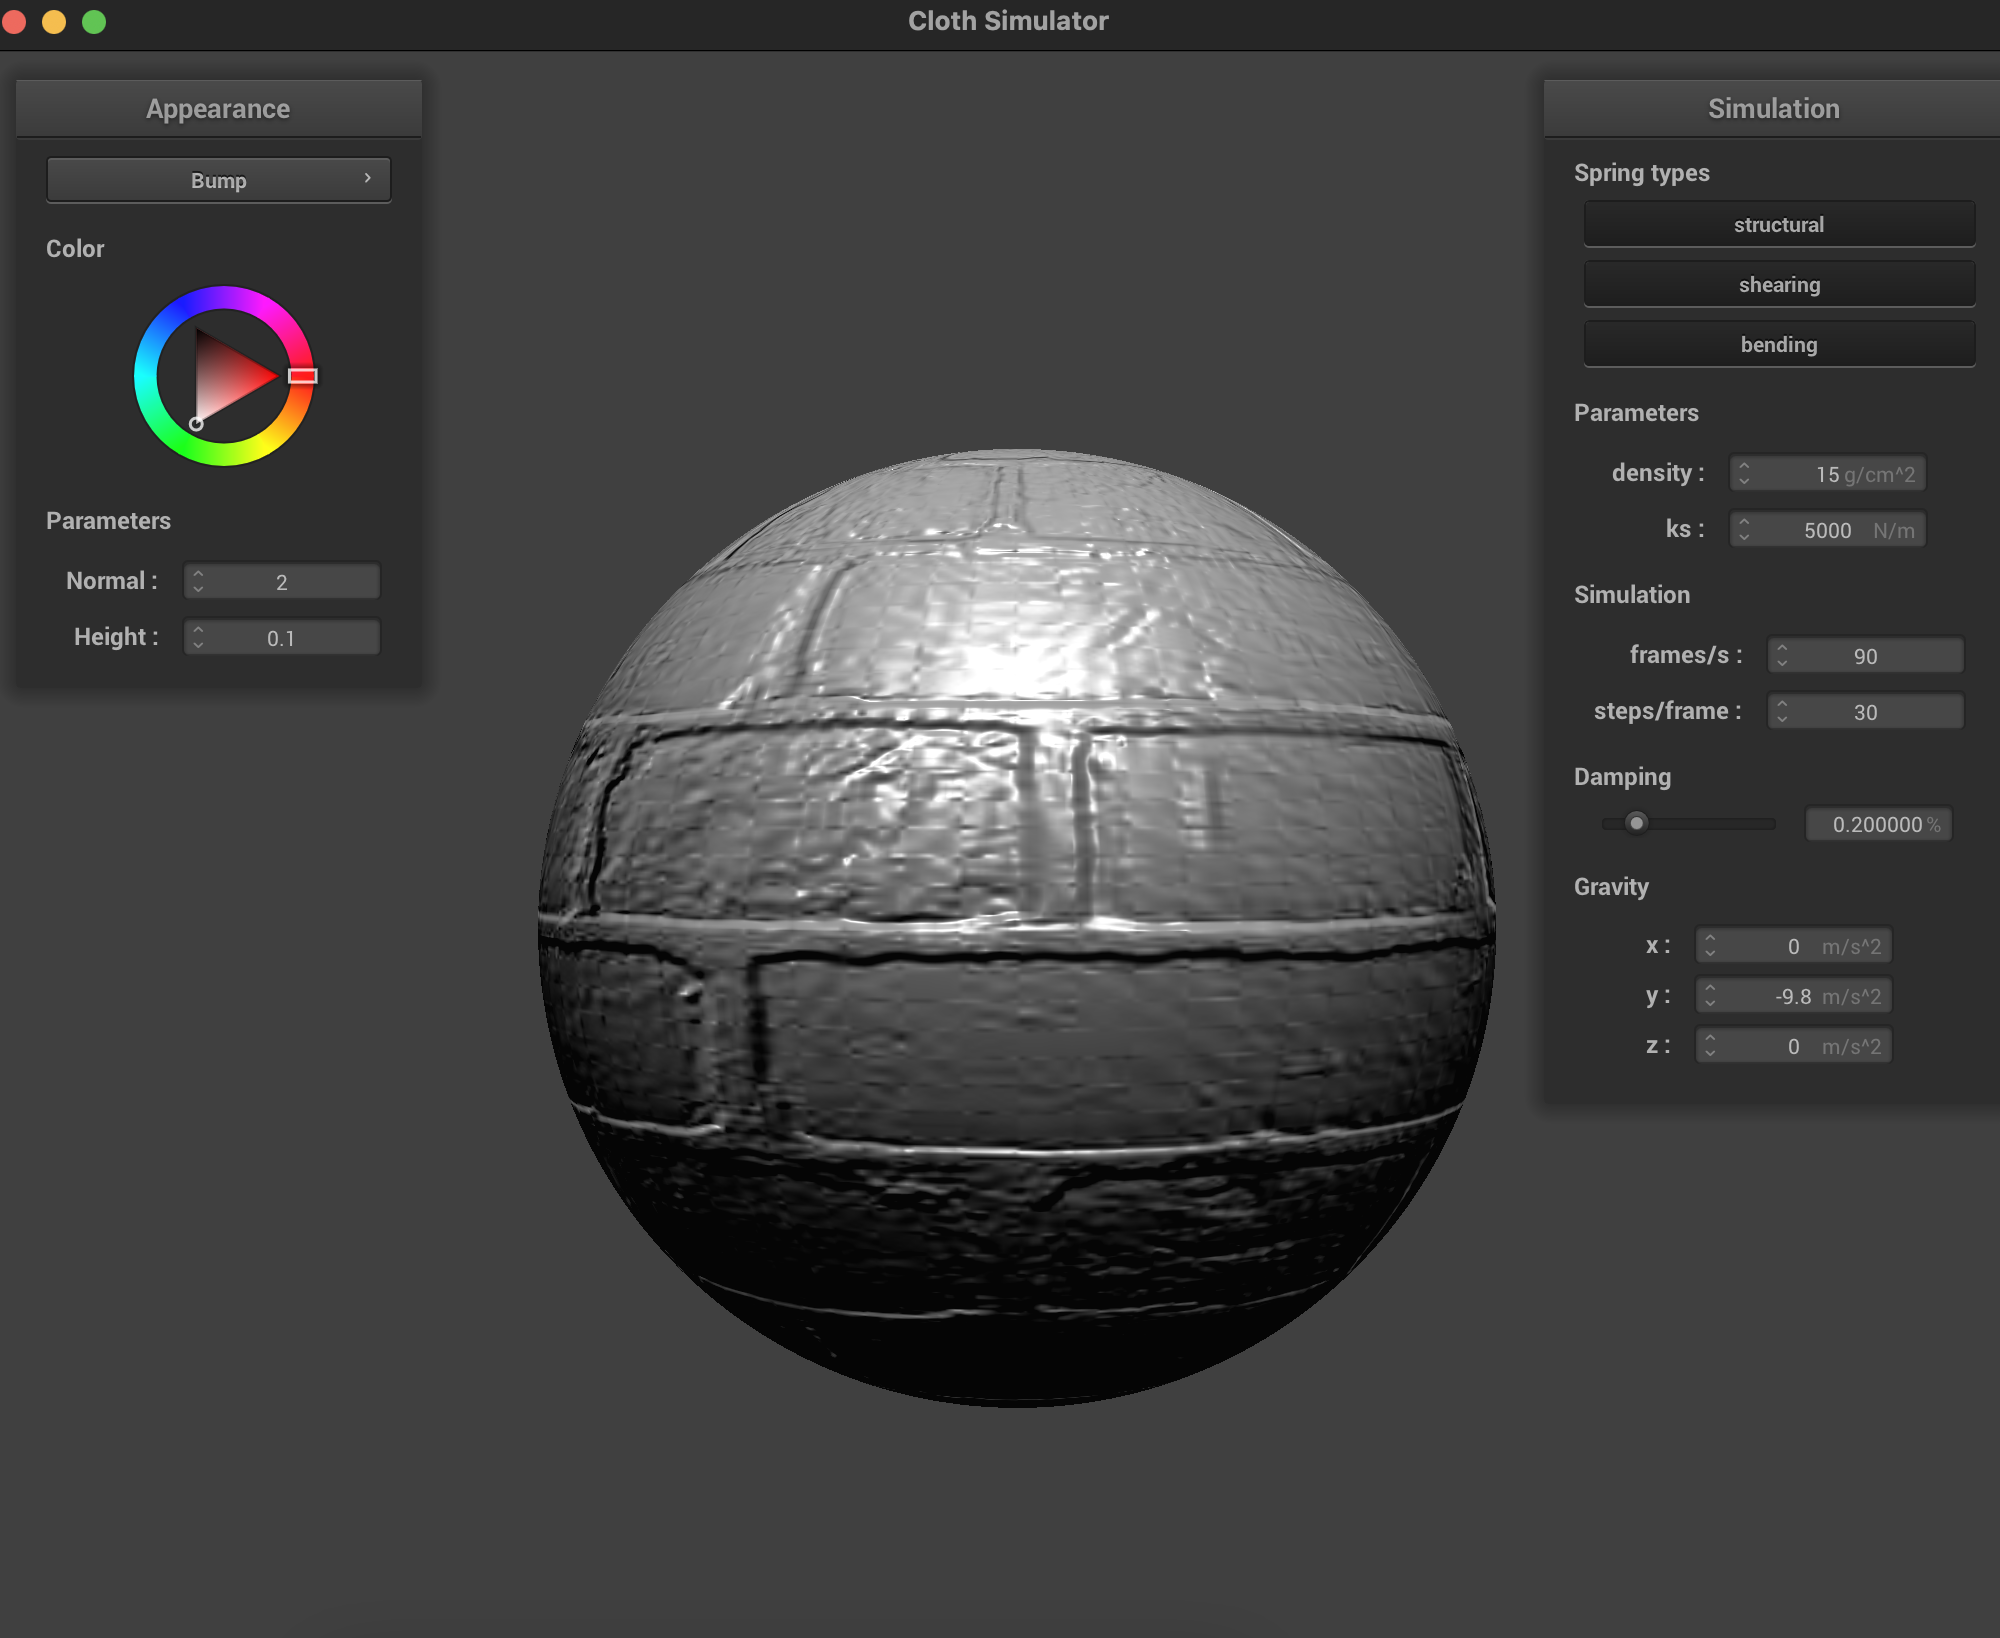 Cloth Simulator
Appearance
Bump
Color
Parameters
Normal : 2
Height : 0.1
Simulation
Spring types
structural
shearing
bending
Parameters
density : 15 g/cm^2
ks : 5000 N/m
Simulation
frames/s : 90
steps/frame : 30
Damping
0.200000 %
Gravity
x : 0 m/s^2
y : -9.8 m/s^2
z : 0 m/s^2